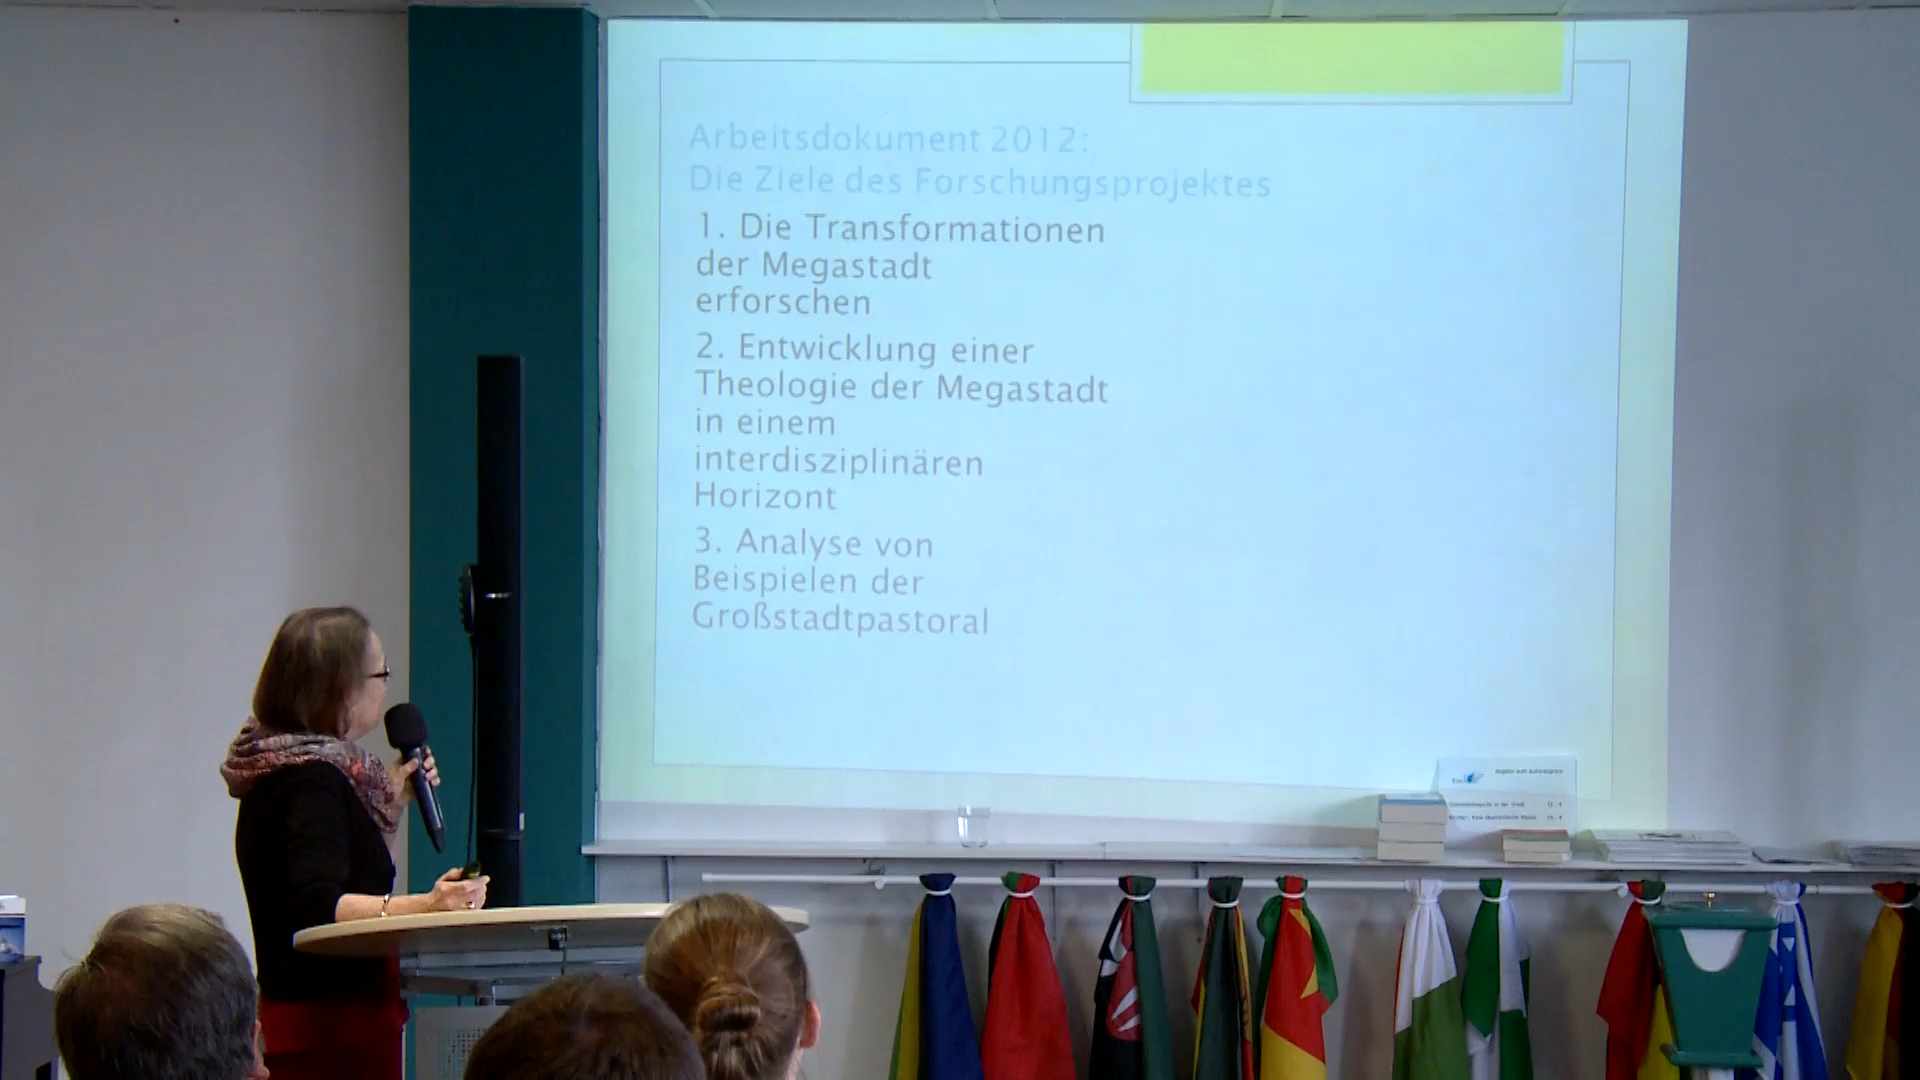 Arbeitsdokument 2012:
Die Ziele des Forschungsprojektes
1. Die Transformationen
der Megastadt
erforschen
2. Entwicklung einer
Theologie der Megastadt
in einem
interdisziplinären
Horizont
3. Analyse von
Beispielen der
Großstadtpastoral